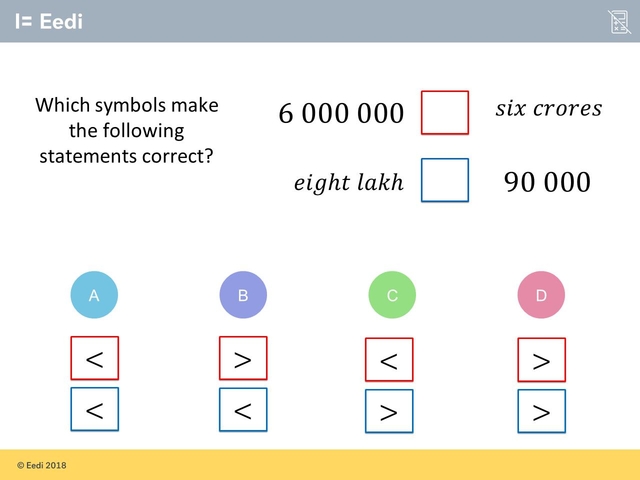 I= Eedi
Which symbols make
the following
statements correct?
6 000 000
six crores
eight lakh
90 000
A B C D
< > < >
< < > >
© Eedi 2018